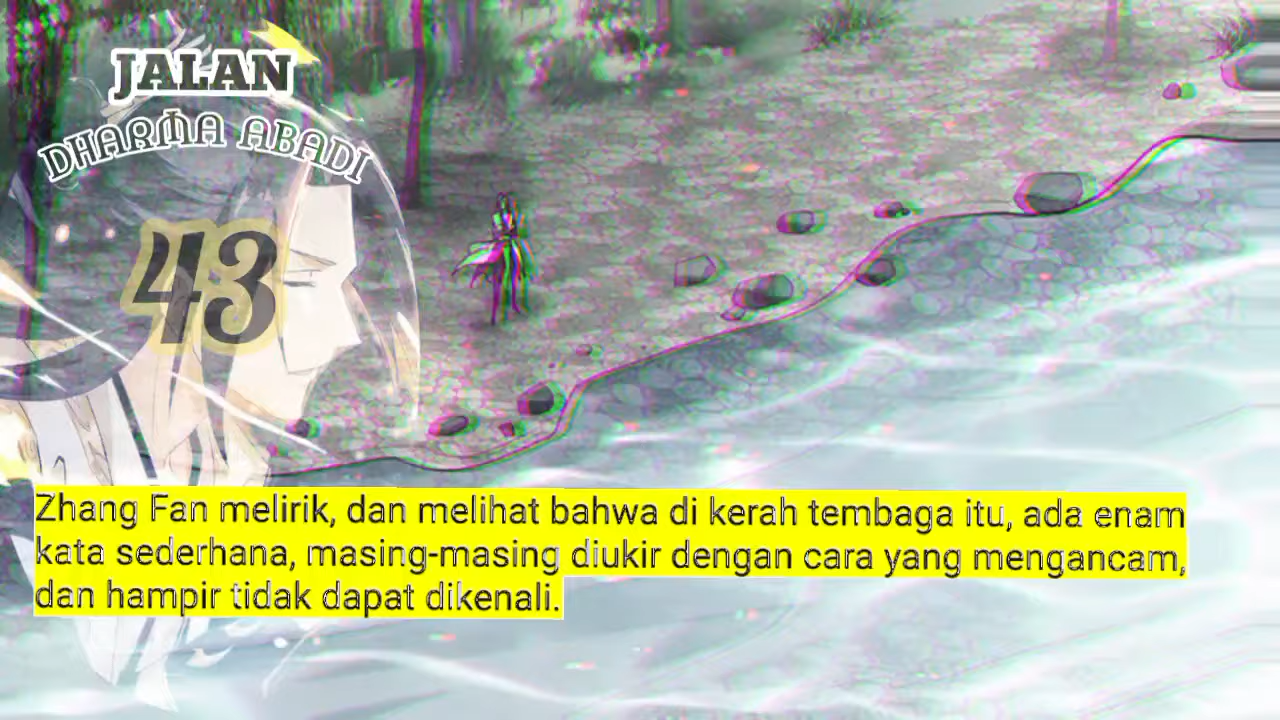 JALAN
DHARMA ABADI
43
Zhang Fan melirik, dan melihat bahwa di kerah tembaga itu, ada enam
kata sederhana, masing-masing diukir dengan cara yang mengancam,
dan hampir tidak dapat dikenali.